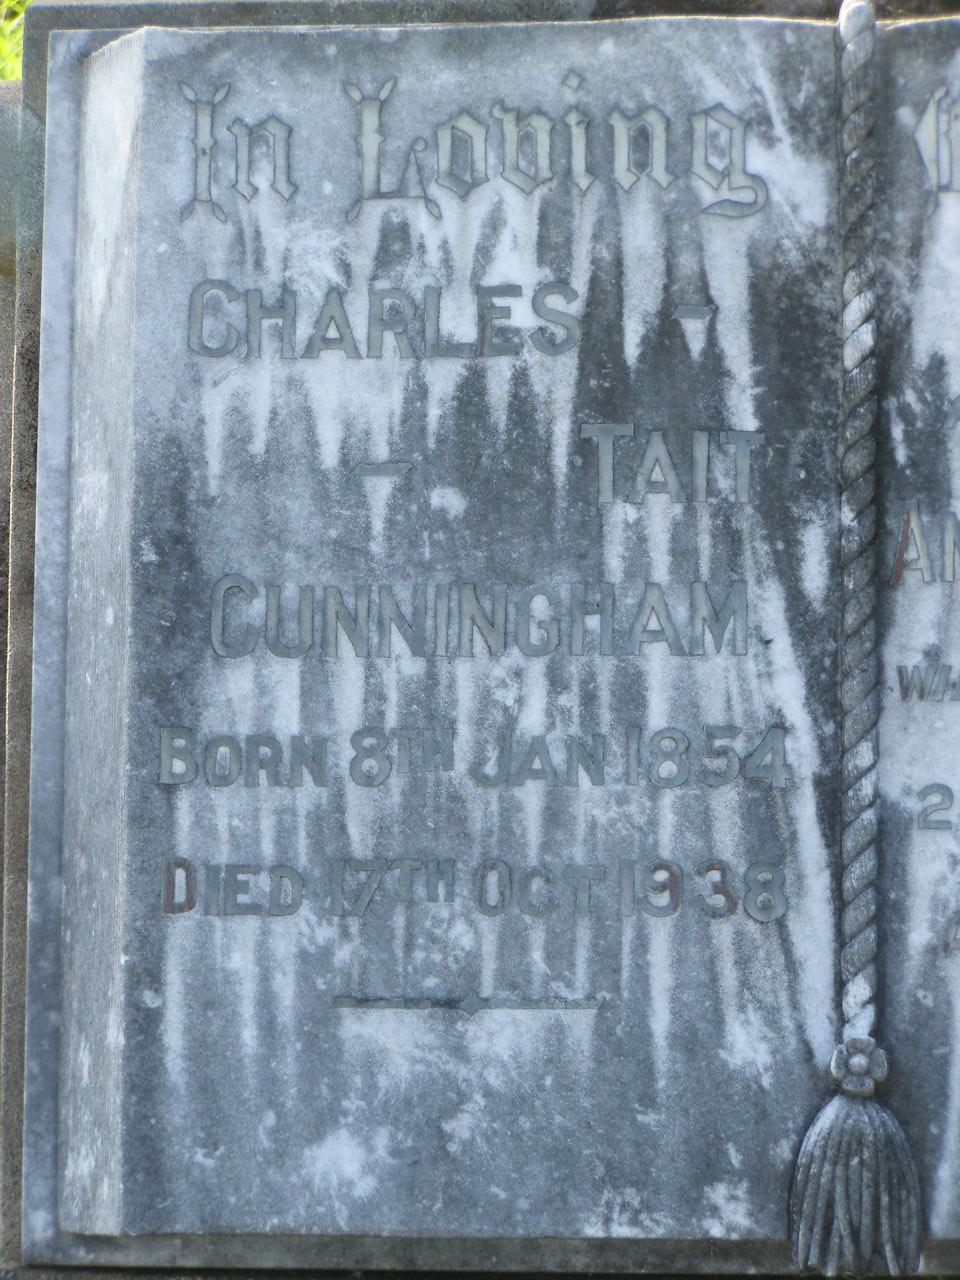 In Loving
CHARLES -
- TAIT
CUNNINGHAM
BORN 8TH JAN 1854
DIED 17TH OCT 1938